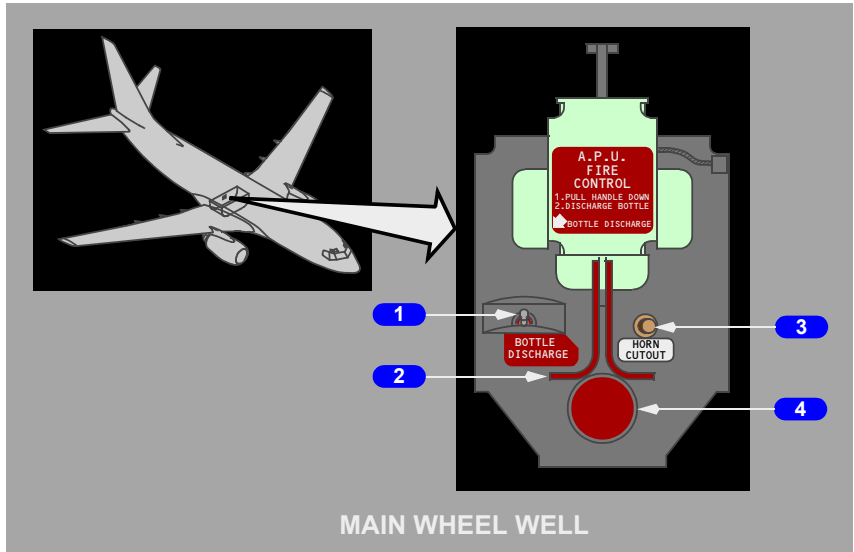 A.P.U.
FIRE
CONTROL
1.PULL HANDLE DOWN
2.DISCHARGE BOTTLE
BOTTLE DISCHARGE
1
BOTTLE
DISCHARGE
2
3
HORN
CUTOUT
4
MAIN WHEEL WELL